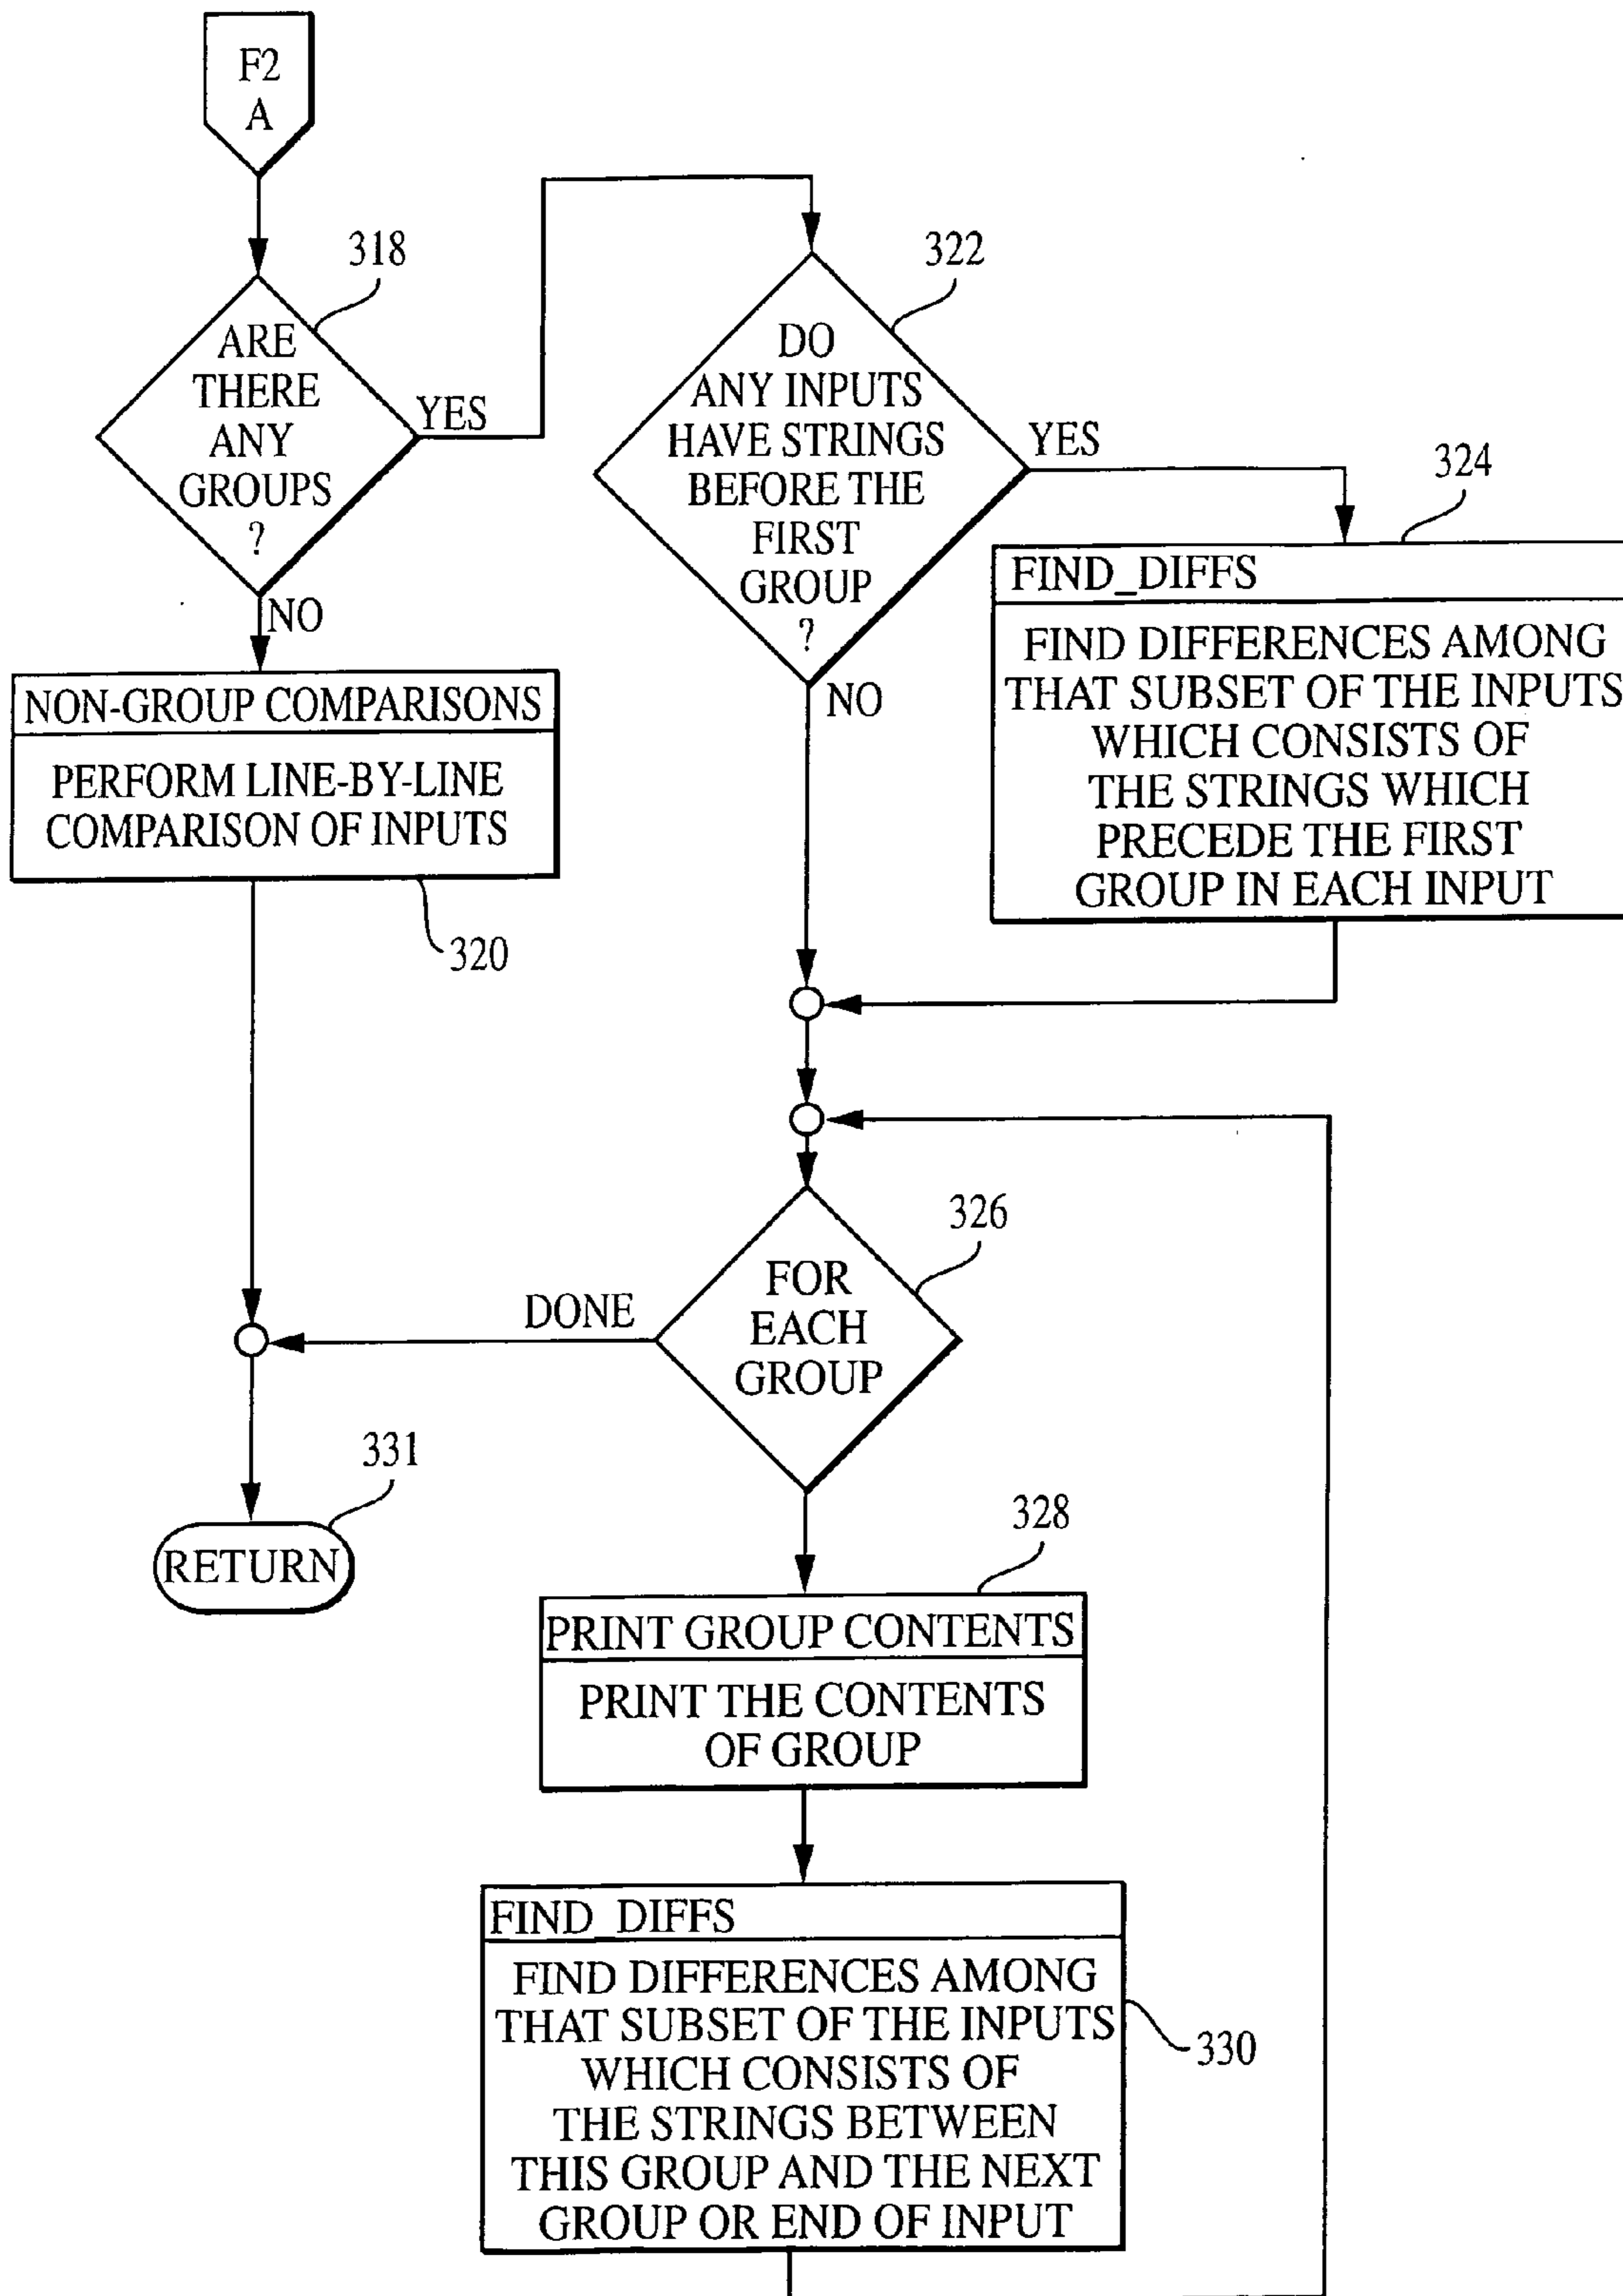 F2
A
318
ARE
THERE
ANY
GROUPS
?
YES
NO
322
DO
ANY INPUTS
HAVE STRINGS
BEFORE THE
FIRST
GROUP
?
YES
NO
324
FIND_DIFFS
FIND DIFFERENCES AMONG
THAT SUBSET OF THE INPUTS
WHICH CONSISTS OF
THE STRINGS WHICH
PRECEDE THE FIRST
GROUP IN EACH INPUT
NON-GROUP COMPARISONS
PERFORM LINE-BY-LINE
COMPARISON OF INPUTS
320
326
FOR
EACH
GROUP
DONE
331
RETURN
328
PRINT GROUP CONTENTS
PRINT THE CONTENTS
OF GROUP
FIND_DIFFS
FIND DIFFERENCES AMONG
THAT SUBSET OF THE INPUTS
WHICH CONSISTS OF
THE STRINGS BETWEEN
THIS GROUP AND THE NEXT
GROUP OR END OF INPUT
330